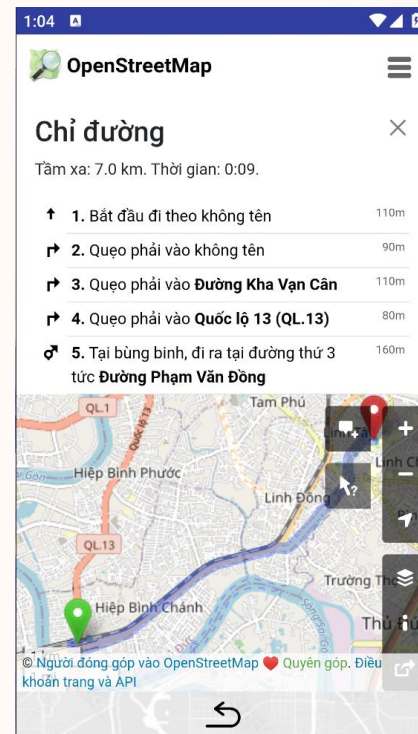 1:04
OpenStreetMap
Chỉ đường
Tầm xa: 7.0 km. Thời gian: 0:09.
1. Bắt đầu đi theo không tên 110m
2. Quẹo phải vào không tên 90m
3. Quẹo phải vào Đường Kha Vạn Cân 110m
4. Quẹo phải vào Quốc lộ 13 (QL.13) 80m
5. Tại bùng binh, đi ra tại đường thứ 3 160m
tức Đường Phạm Văn Đồng
QL.1
Quốc lộ 13
Tam Phú
Hiệp Bình Phước
Linh Đông
QL.13
Trường Thọ
Hiệp Bình Chánh
© Người đóng góp vào OpenStreetMap ❤️ Quyên góp. Điều
khoản trang và API